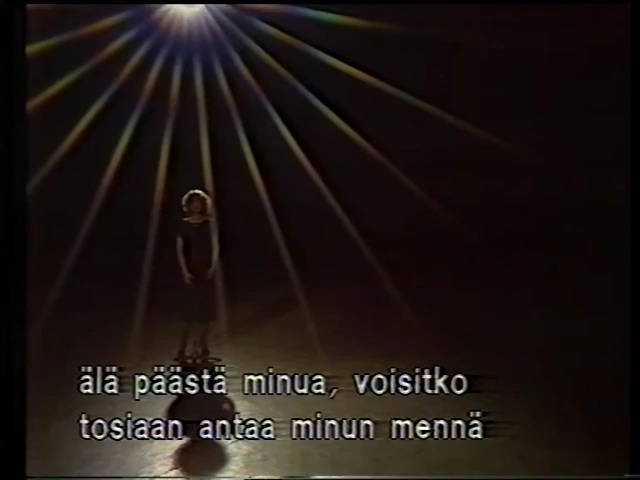 älä päästä minua, voisitko
tosiaan antaa minun mennä